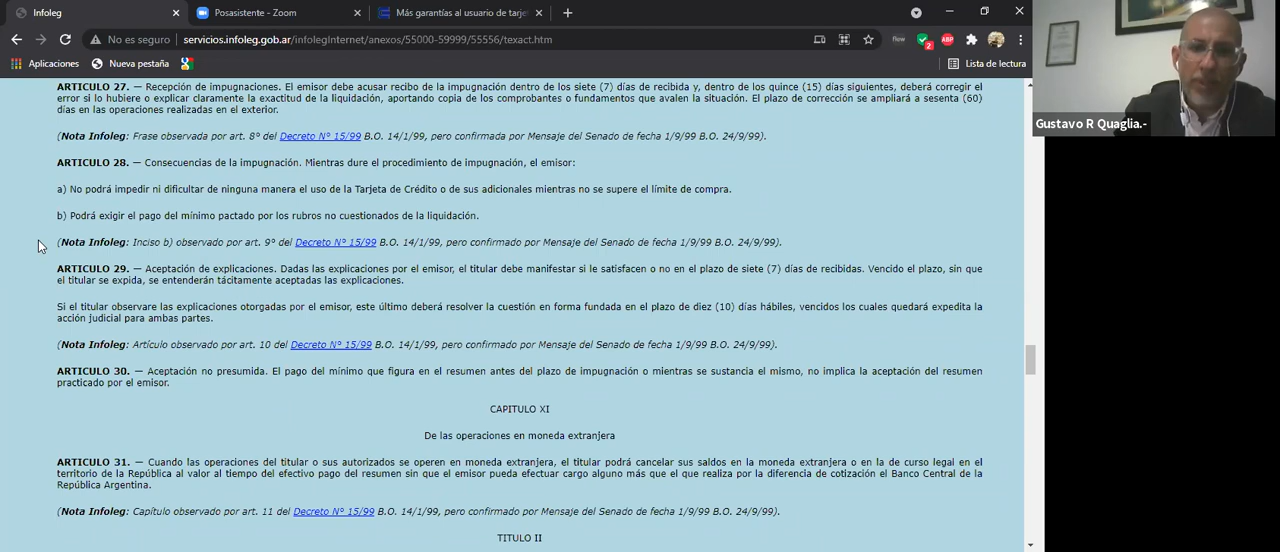 Infoleg
Posasistente - Zoom
Más garantías al usuario de tarje
No es seguro
servicios.infoleg.gob.ar/infolegInternet/anexos/55000-59999/55556/texact.htm
flow
2
ABP
Aplicaciones
Nueva pestaña
Lista de lectura
ARTICULO 27. — Recepción de impugnaciones. El emisor debe acusar recibo de la impugnación dentro de los siete (7) días de recibida y, dentro de los quince (15) días siguientes, deberá corregir el
error si lo hubiere o explicar claramente la exactitud de la liquidación, aportando copia de los comprobantes o fundamentos que avalen la situación. El plazo de corrección se ampliará a sesenta (60)
días en las operaciones realizadas en el exterior.
(Nota Infoleg: Frase observada por art. 8º del Decreto Nº 15/99 B.O. 14/1/99, pero confirmada por Mensaje del Senado de fecha 1/9/99 B.O. 24/9/99).
ARTICULO 28. — Consecuencias de la impugnación. Mientras dure el procedimiento de impugnación, el emisor:
a) No podrá impedir ni dificultar de ninguna manera el uso de la Tarjeta de Crédito o de sus adicionales mientras no se supere el límite de compra.
b) Podrá exigir el pago del mínimo pactado por los rubros no cuestionados de la liquidación.
(Nota Infoleg: Inciso b) observado por art. 9º del Decreto Nº 15/99 B.O. 14/1/99, pero confirmada por Mensaje del Senado de fecha 1/9/99 B.O. 24/9/99).
ARTICULO 29. — Aceptación de explicaciones. Dadas las explicaciones por el emisor, el titular debe manifestar si le satisfacen o no en el plazo de siete (7) días de recibidas. Vencido el plazo, sin que
el titular se expida, se entenderán tácitamente aceptadas las explicaciones.
Si el titular observare las explicaciones otorgadas por el emisor, este último deberá resolver la cuestión en forma fundada en el plazo de diez (10) días hábiles, vencidos los cuales quedará expedita la
acción judicial para ambas partes.
(Nota Infoleg: Artículo observado por art. 10 del Decreto Nº 15/99 B.O. 14/1/99, pero confirmado por Mensaje del Senado de fecha 1/9/99 B.O. 24/9/99).
ARTICULO 30. — Aceptación no presumida. El pago del mínimo que figura en el resumen antes del plazo de impugnación o mientras se sustancia el mismo, no implica la aceptación del resumen
practicado por el emisor.
CAPITULO XI
De las operaciones en moneda extranjera
ARTICULO 31. — Cuando las operaciones del titular o sus autorizados se operen en moneda extranjera, el titular podrá cancelar sus saldos en la moneda extranjera o en la de curso legal en el
territorio de la República al valor al tiempo del efectivo pago del resumen sin que el emisor pueda efectuar cargo alguno más que el que realiza por la diferencia de cotización el Banco Central de la
República Argentina.
(Nota Infoleg: Capítulo observado por art. 11 del Decreto Nº 15/99 B.O. 14/1/99, pero confirmado por Mensaje del Senado de fecha 1/9/99 B.O. 24/9/99).
TITULO II
Gustavo R Quaglia.-